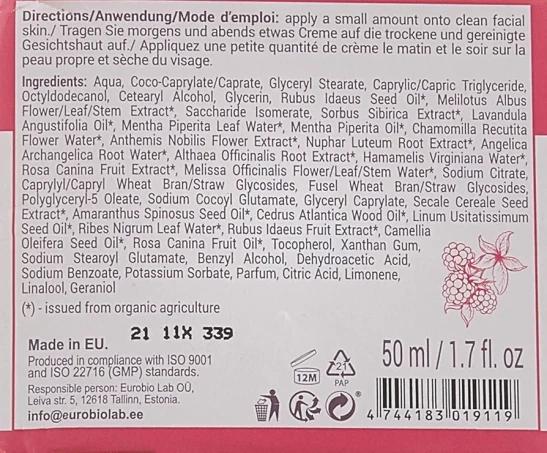 Directions/Anwendung/Mode d'emploi: apply a small amount onto clean facial
skin./ Tragen Sie morgens und abends etwas Creme auf die trockene und gereinigte
Gesichtshaut auf./ Appliquez une petite quantité de crème le matin et le soir sur la
peau propre et sèche du visage.
Ingredients: Aqua, Coco-Caprylate/Caprate, Glyceryl Stearate, Caprylic/Capric Triglyceride,
Octyldodecanol, Cetearyl Alcohol, Glycerin, Rubus Idaeus Seed Oil*, Melilotus Albus
Flower/Leaf/Stem Extract*, Saccharide Isomerate, Sorbus Sibirica Extract*, Lavandula
Angustifolia Oil*, Mentha Piperita Leaf Water*, Mentha Piperita Oil*, Chamomilla Recutita
Flower Water*, Anthemis Nobilis Flower Extract*, Nuphar Luteum Root Extract*, Angelica
Archangelica Root Water*, Althaea Officinalis Root Extract*, Hamamelis Virginiana Water*,
Rosa Canina Fruit Extract*, Melissa Officinalis Flower/Leaf/Stem Water*, Sodium Citrate,
Caprylyl/Capryl Wheat Bran/Straw Glycosides, Fusel Wheat Bran/Straw Glycosides,
Polyglyceryl-5 Oleate, Sodium Cocoyl Glutamate, Glyceryl Caprylate, Secale Cereale Seed
Extract*, Amaranthus Spinosus Seed Oil*, Cedrus Atlantica Wood Oil*, Linum Usitatissimum
Seed Oil*, Ribes Nigrum Leaf Water*, Rubus Idaeus Fruit Extract*, Camellia
Oleifera Seed Oil*, Rosa Canina Fruit Oil*, Tocopherol, Xanthan Gum,
Sodium Stearoyl Glutamate, Benzyl Alcohol, Dehydroacetic Acid,
Sodium Benzoate, Potassium Sorbate, Parfum, Citric Acid, Limonene,
Linalool, Geraniol
(*) - issued from organic agriculture
21 11X 339
Made in EU.
Produced in compliance with ISO 9001
and ISO 22716 (GMP) standards.
Responsible person: Eurobio Lab OÜ,
Leiva str. 5, 12618 Tallinn, Estonia.
info@eurobiolab.ee
12M
21
PAP
50 ml / 1.7 fl. oz
4 744183 019119